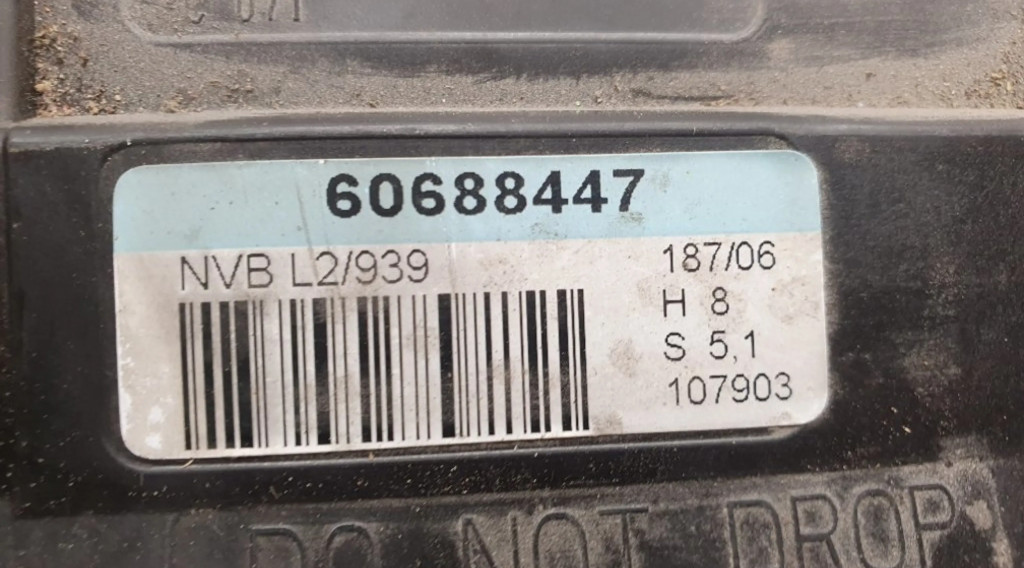 60688447
NVB L2/939
187/06
H 8
S 5,1
107903
DO NOT DROP